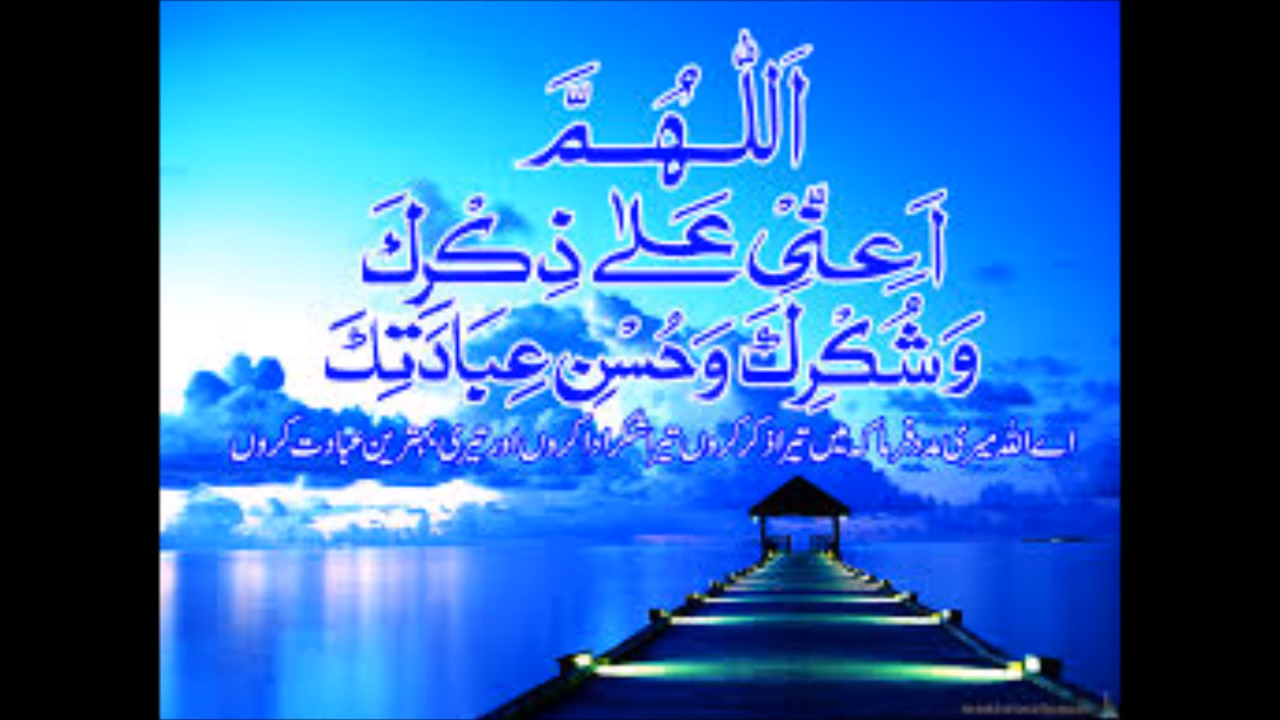 اَللّٰهُمَّ
اَعِنِّيْ عَلٰے ذِكْرِكَ
وَشُكْرِكَ وَحُسْنِ عِبَادَتِكَ
اے اللہ میری مدد فرما کہ میں تیرا ذکر کروں تیرا شکر ادا کروں اور تیری بہترین عبادت کروں